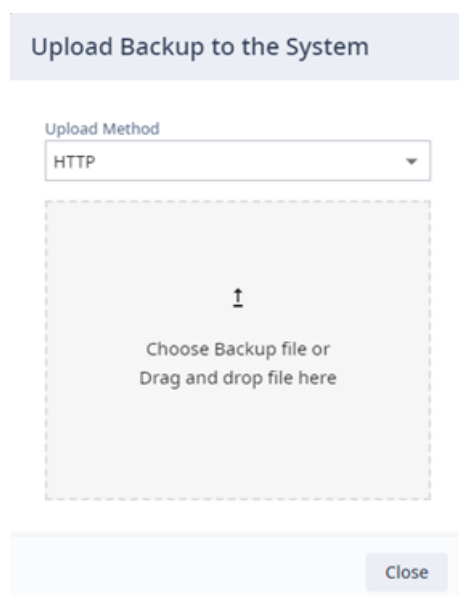 Upload Backup to the System
Upload Method
HTTP
Choose Backup file or
Drag and drop file here
Close